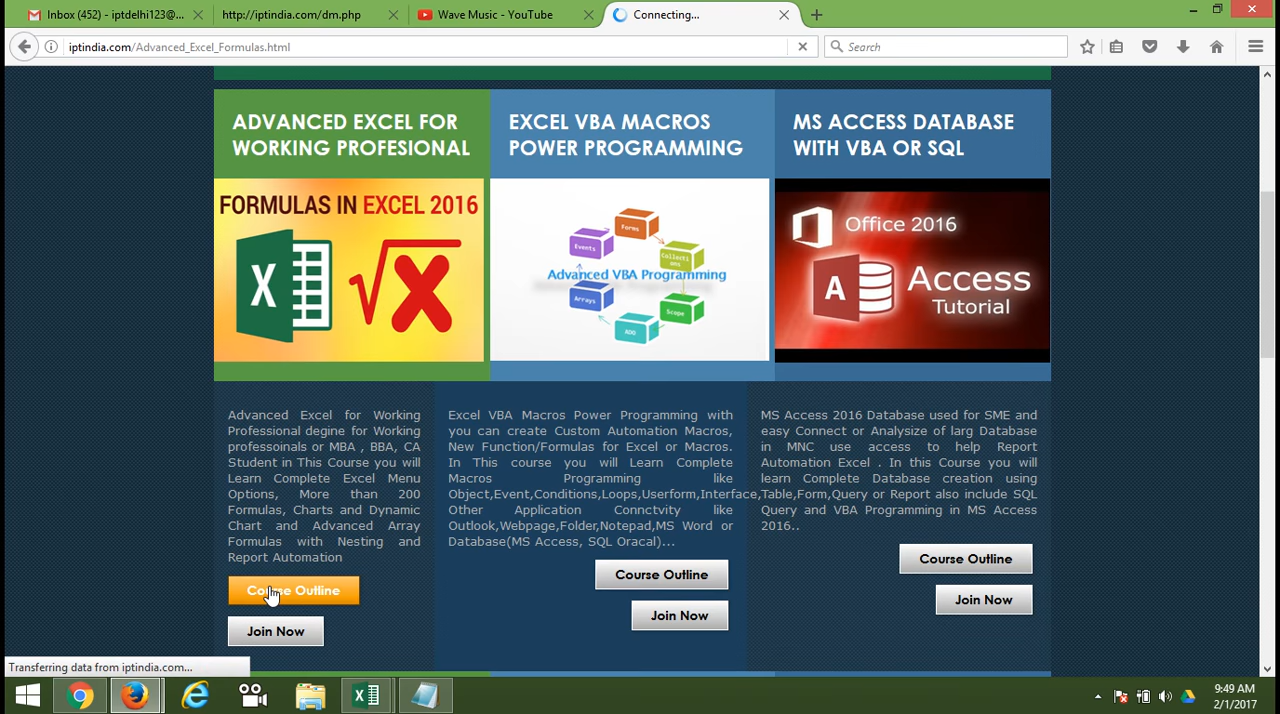 Inbox (452) - iptdelhi123@...
http://iptindia.com/dm.php
Wave Music - YouTube
Connecting...
iptindia.com/Advanced_Excel_Formulas.html
Search
ADVANCED EXCEL FOR
WORKING PROFESIONAL
EXCEL VBA MACROS
POWER PROGRAMMING
MS ACCESS DATABASE
WITH VBA OR SQL
FORMULAS IN EXCEL 2016
X
Forms
Events
Collecti
ons
Advanced VBA Programming
Arrays
Scope
ADO
Office 2016
A
Access
Tutorial
Advanced Excel for Working
Professional degine for Working
professoinals or MBA , BBA, CA
Student in This Course you will
Learn Complete Excel Menu
Options, More than 200
Formulas, Charts and Dynamic
Chart and Advanced Array
Formulas with Nesting and
Report Automation
Course Outline
Join Now
Excel VBA Macros Power Programming with
you can create Custom Automation Macros,
New Function/Formulas for Excel or Macros.
In This course you will Learn Complete
Macros Programming like
Object,Event,Conditions,Loops,Userform,Interface,
Other Application Connctvity like
Outlook,Webpage,Folder,Notepad,MS Word or
Database(MS Access, SQL Oracal)...
Course Outline
Join Now
MS Access 2016 Database used for SME and
easy Connect or Analysize of larg Database
in MNC use access to help Report
Automation Excel . In this Course you will
learn Complete Database creation using
Table,Form,Query or Report also include SQL
Query and VBA Programming in MS Access
2016..
Course Outline
Join Now
Transferring data from iptindia.com...
9:49 AM
2/1/2017